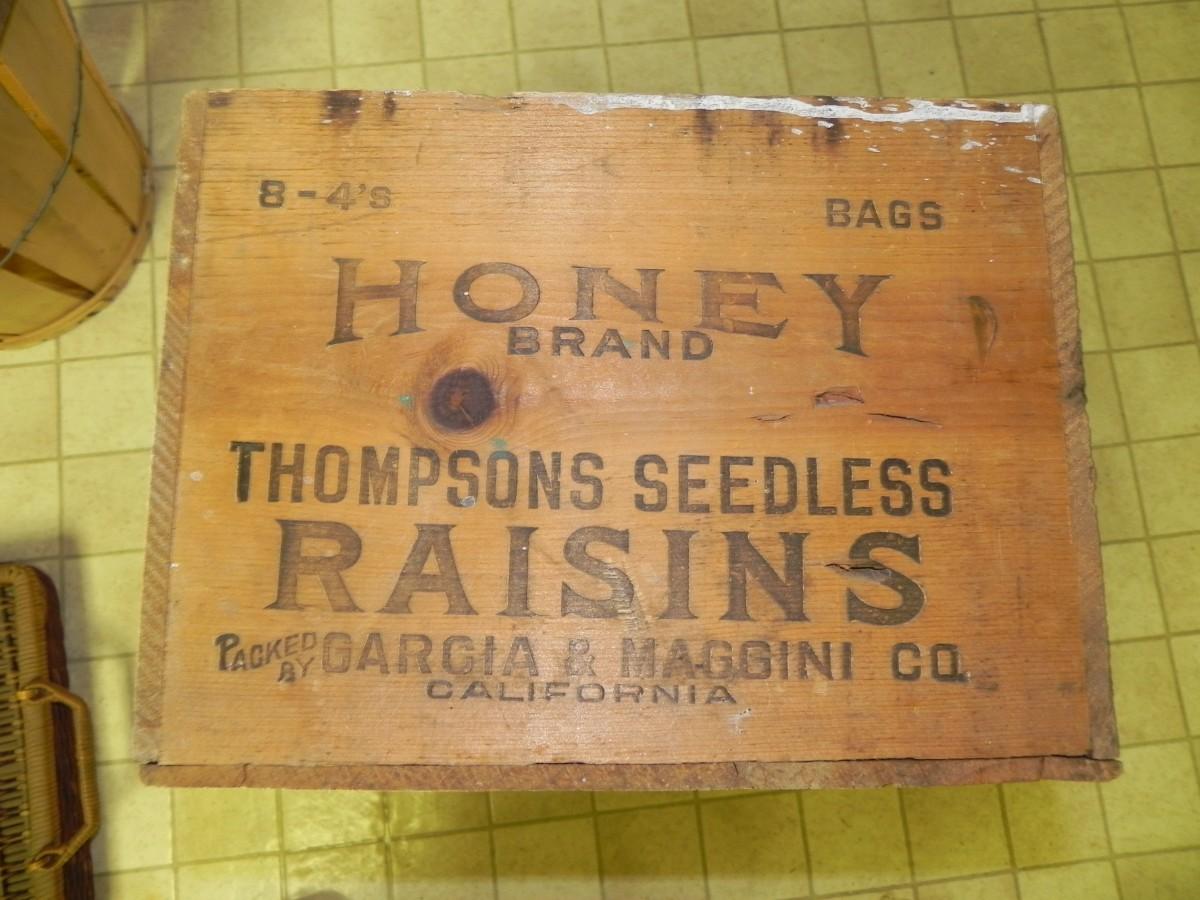 8-4's BAGS
HONEY
BRAND
THOMPSONS SEEDLESS
RAISINS
PACKED BY GARCIA & MAGGINI CO.
CALIFORNIA